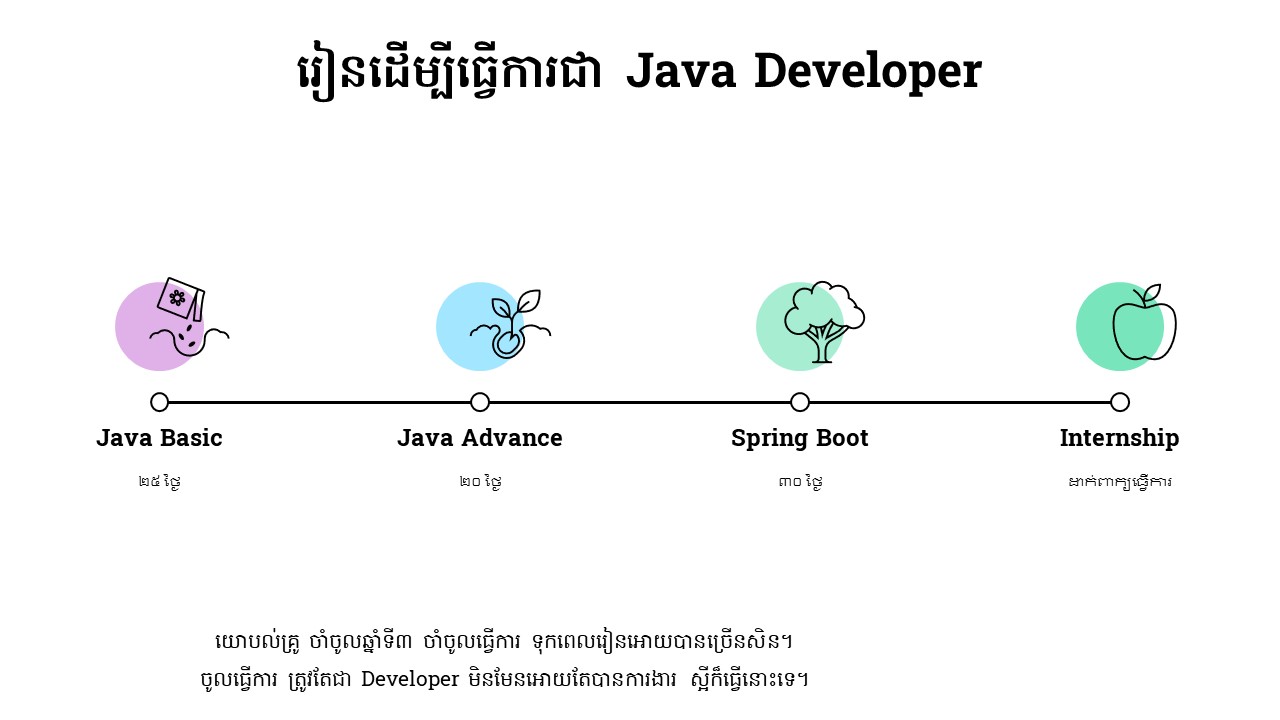 រៀនដើម្បីធ្វើការជា Java Developer
Java Basic
Java Advance
Spring Boot
Internship
២៥ ថ្ងៃ
២០ ថ្ងៃ
៣០ ថ្ងៃ
ដាក់ពាក្យធ្វើការ
យោបល់គ្រូ ចាំចូលឆ្នាំទី៣ ចាំចូលធ្វើការ ទុកពេលរៀនអោយបានច្រើនសិន។
ចូលធ្វើការ ត្រូវតែជា Developer មិនមែនអោយតែបានការងារ ស្អីក៏ធ្វើនោះទេ។